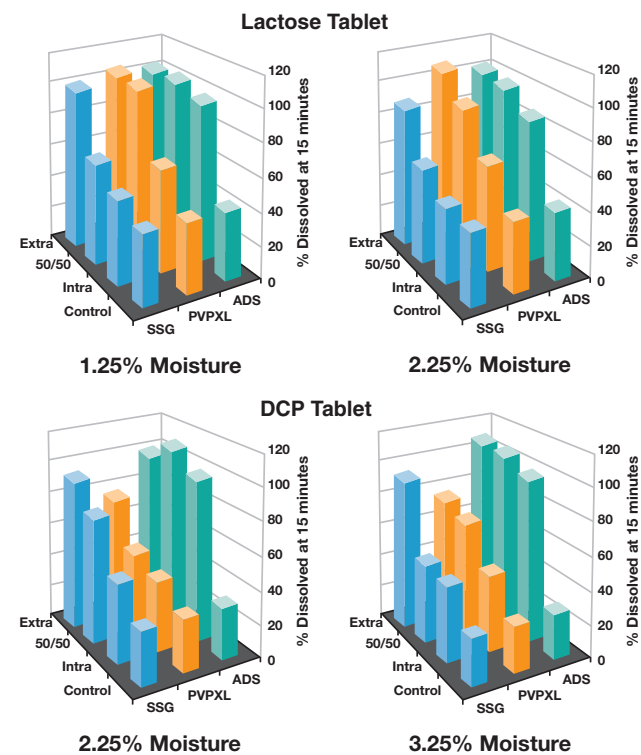 Lactose Tablet
120
100
80
60
40
20
0
% Dissolved at 15 minutes
Extra
50/50
Intra
Control
SSG
PVPXL
ADS
1.25% Moisture
120
100
80
60
40
20
0
% Dissolved at 15 minutes
Extra
50/50
Intra
Control
SSG
PVPXL
ADS
2.25% Moisture
DCP Tablet
120
100
80
60
40
20
0
% Dissolved at 15 minutes
Extra
50/50
Intra
Control
SSG
PVPXL
ADS
2.25% Moisture
120
100
80
60
40
20
0
% Dissolved at 15 minutes
Extra
50/50
Intra
Control
SSG
PVPXL
ADS
3.25% Moisture